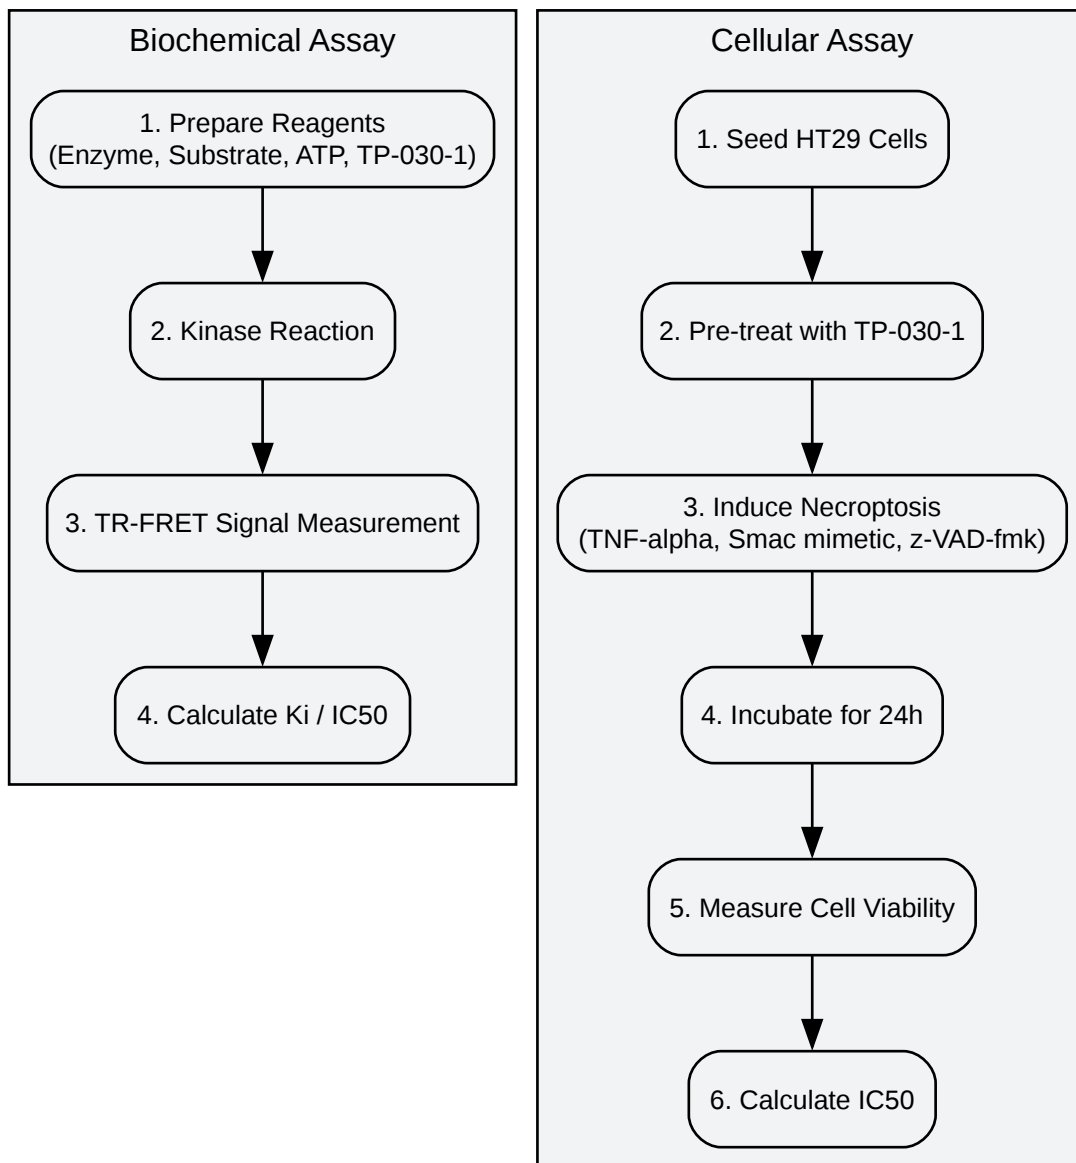 Biochemical Assay
1. Prepare Reagents
(Enzyme, Substrate, ATP, TP-030-1)
2. Kinase Reaction
3. TR-FRET Signal Measurement
4. Calculate Ki / IC50
Cellular Assay
1. Seed HT29 Cells
2. Pre-treat with TP-030-1
3. Induce Necroptosis
(TNF-alpha, Smac mimetic, z-VAD-fmk)
4. Incubate for 24h
5. Measure Cell Viability
6. Calculate IC50